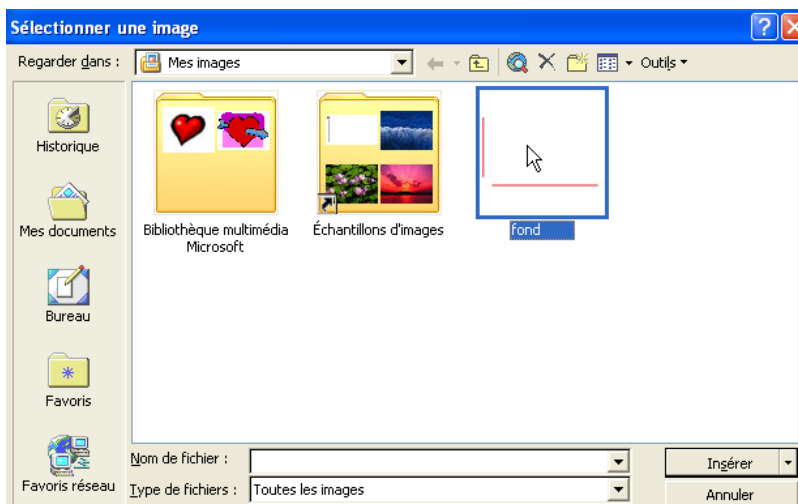 Sélectionner une image
Regarder dans :
Mes images
Outils
Historique
Mes documents
Bureau
Favoris
Favoris réseau
Bibliothèque multimédia
Microsoft
Échantillons d'images
fond
Nom de fichier :
Insérer
Type de fichiers :
Toutes les images
Annuler